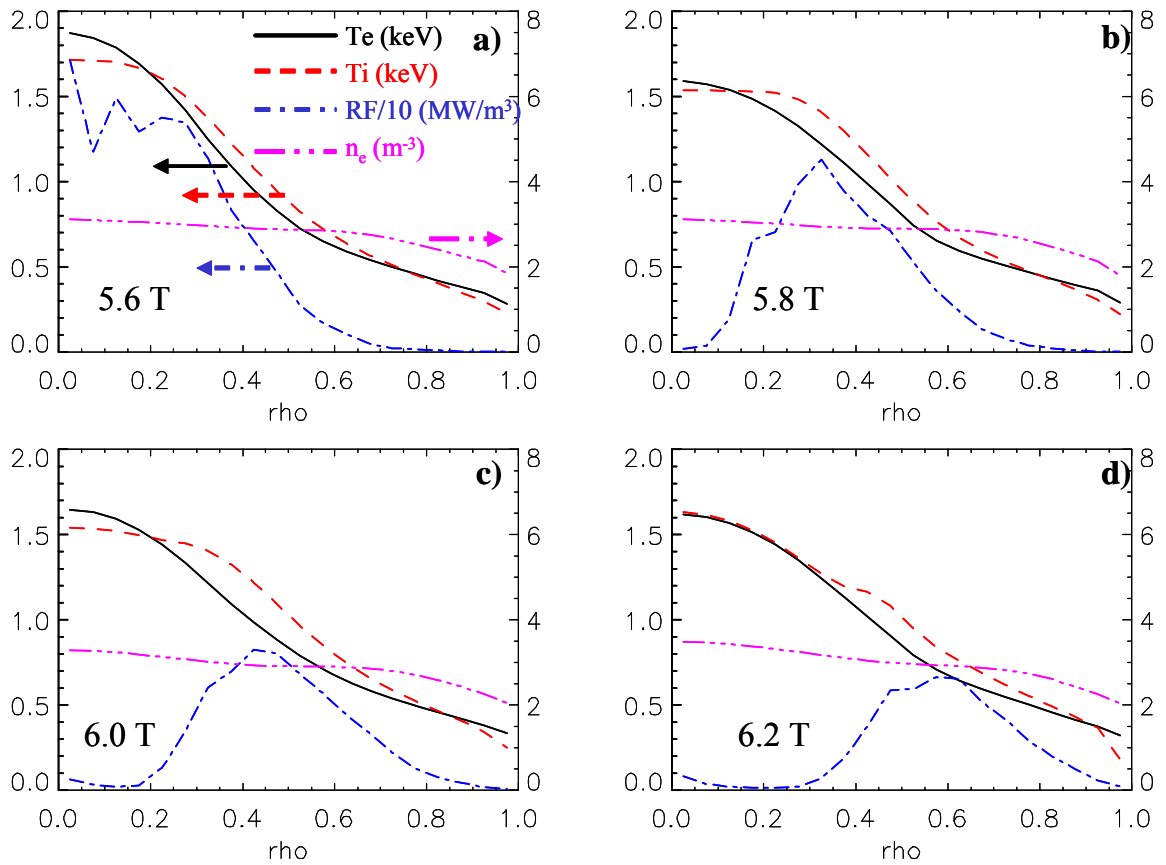 2.0 8 2.0 8
a) b)
Te (keV)
Ti (keV)
1.5 6 1.5 6
RF/10 (MW/m³)
nₑ (m⁻³)
1.0 4 1.0 4
0.5 2 0.5 2
5.6 T 5.8 T
0.0 0 0.0 0
0.0 0.2 0.4 0.6 0.8 1.0 0.0 0.2 0.4 0.6 0.8 1.0
rho rho
2.0 8 2.0 8
c) d)
1.5 6 1.5 6
1.0 4 1.0 4
0.5 2 0.5 2
6.0 T 6.2 T
0.0 0 0.0 0
0.0 0.2 0.4 0.6 0.8 1.0 0.0 0.2 0.4 0.6 0.8 1.0
rho rho